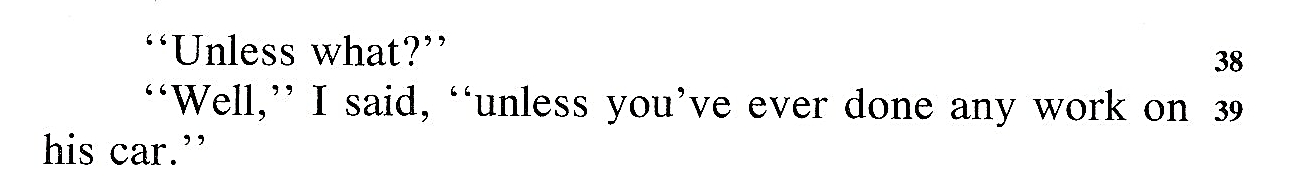 ‘‘Unless what?’’ 38
‘‘Well,’’ I said, ‘‘unless you've ever done any work on 39
his car.’’